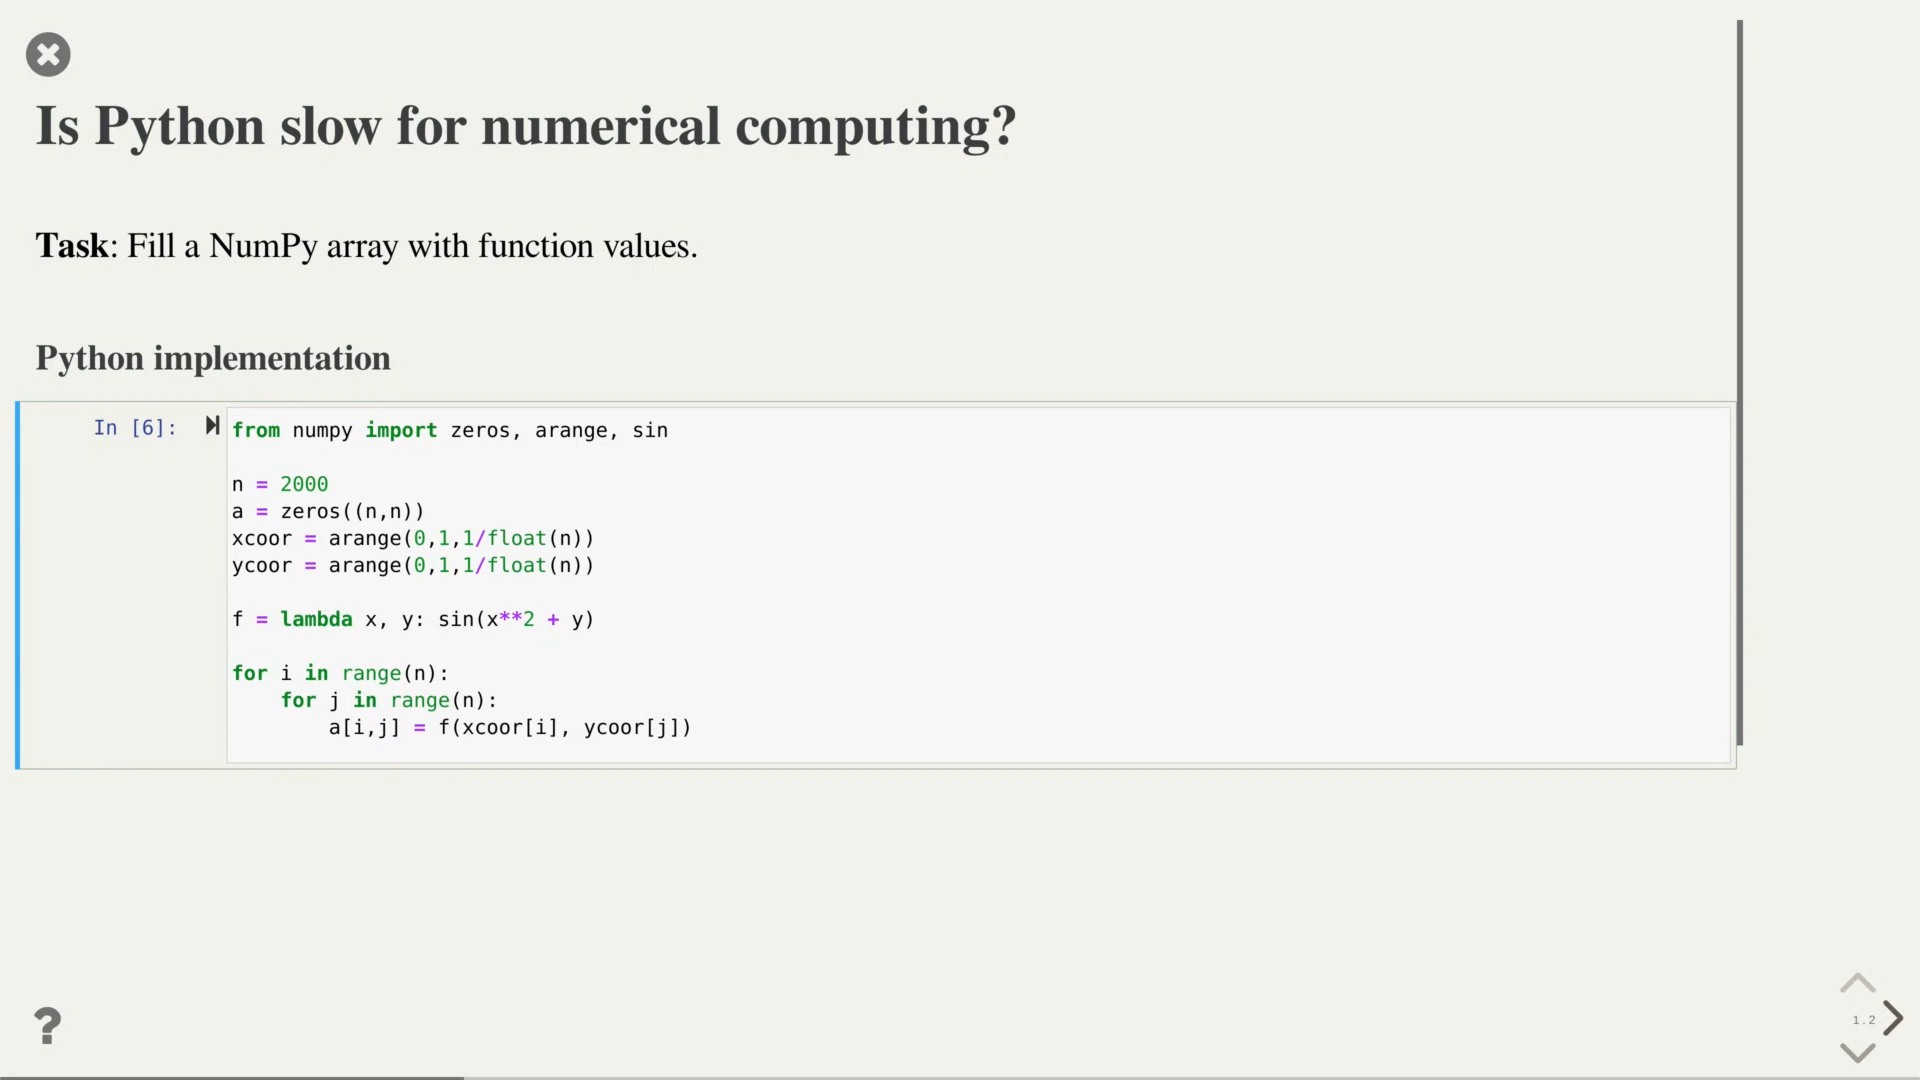 Is Python slow for numerical computing?
Task: Fill a NumPy array with function values.
Python implementation
In [6]:
from numpy import zeros, arange, sin
n = 2000
a = zeros((n,n))
xcoor = arange(0,1,1/float(n))
ycoor = arange(0,1,1/float(n))
f = lambda x, y: sin(x**2 + y)
for i in range(n):
    for j in range(n):
        a[i,j] = f(xcoor[i], ycoor[j])
?
1.2